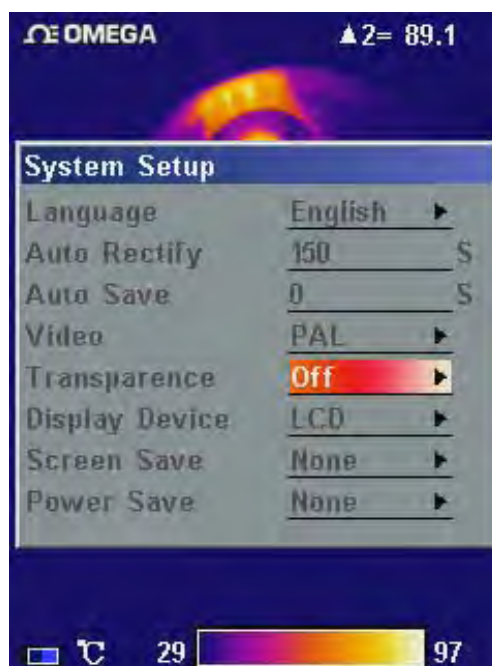 ΩE OMEGA ▲2= 89.1
System Setup
Language English ►
Auto Rectify 150 S
Auto Save 0 S
Video PAL ►
Transparence Off ►
Display Device LCD ►
Screen Save None ►
Power Save None ►
℃ 29 97